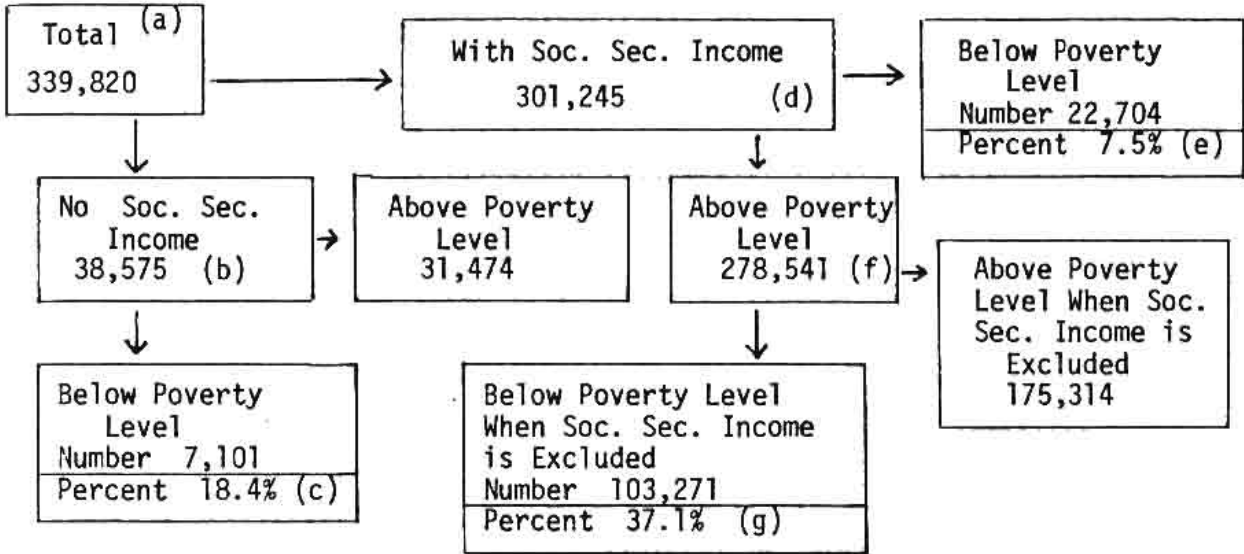 Total (a)
339,820
With Soc. Sec. Income
301,245 (d)
Below Poverty
Level
Number 22,704
Percent 7.5% (e)
No Soc. Sec.
Income
38,575 (b)
Above Poverty
Level
31,474
Above Poverty
Level
278,541 (f)
Above Poverty
Level When Soc.
Sec. Income is
Excluded
175,314
Below Poverty
Level
Number 7,101
Percent 18.4% (c)
Below Poverty Level
When Soc. Sec. Income
is Excluded
Number 103,271
Percent 37.1% (g)